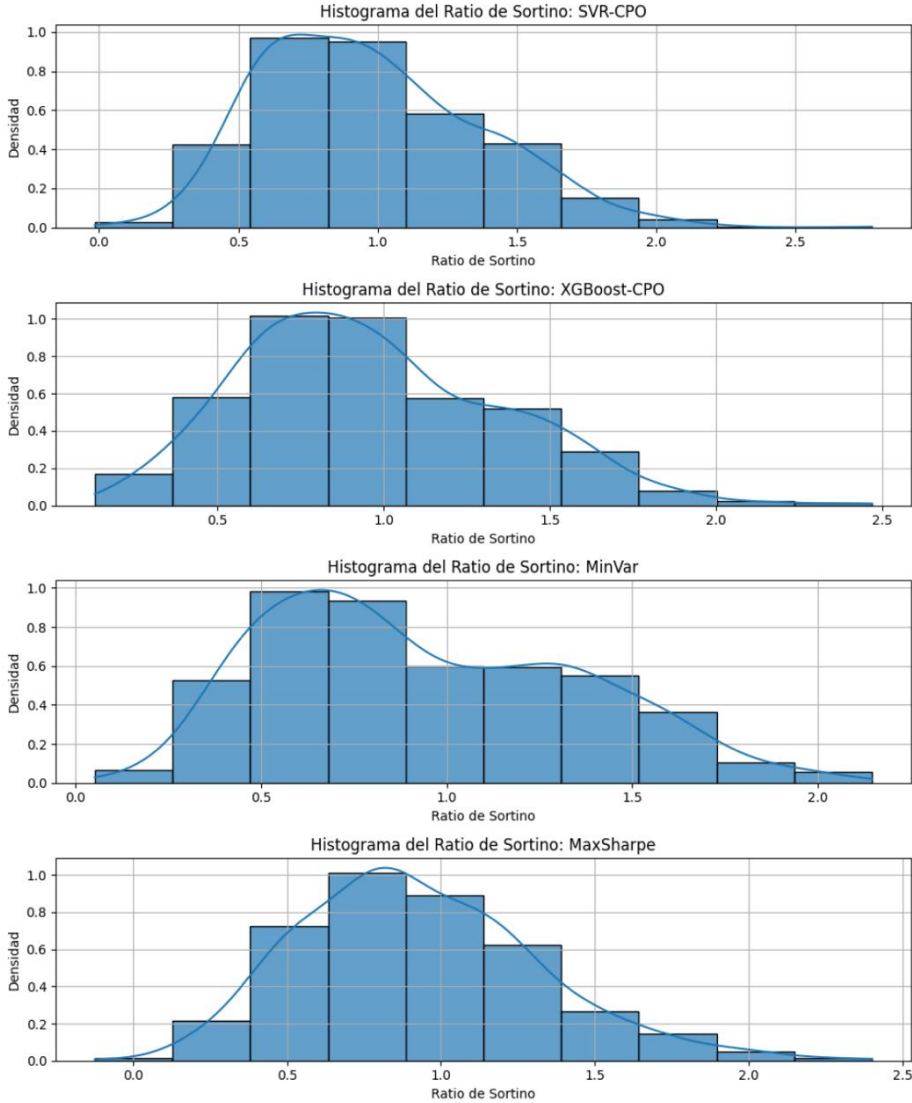 Histograma del Ratio de Sortino: SVR-CPO
1.0
0.8
0.6
0.4
0.2
0.0
Densidad
0.0 0.5 1.0 1.5 2.0 2.5
Ratio de Sortino
Histograma del Ratio de Sortino: XGBoost-CPO
1.0
0.8
0.6
0.4
0.2
0.0
Densidad
0.5 1.0 1.5 2.0 2.5
Ratio de Sortino
Histograma del Ratio de Sortino: MinVar
1.0
0.8
0.6
0.4
0.2
0.0
Densidad
0.0 0.5 1.0 1.5 2.0
Ratio de Sortino
Histograma del Ratio de Sortino: MaxSharpe
1.0
0.8
0.6
0.4
0.2
0.0
Densidad
0.0 0.5 1.0 1.5 2.0 2.5
Ratio de Sortino